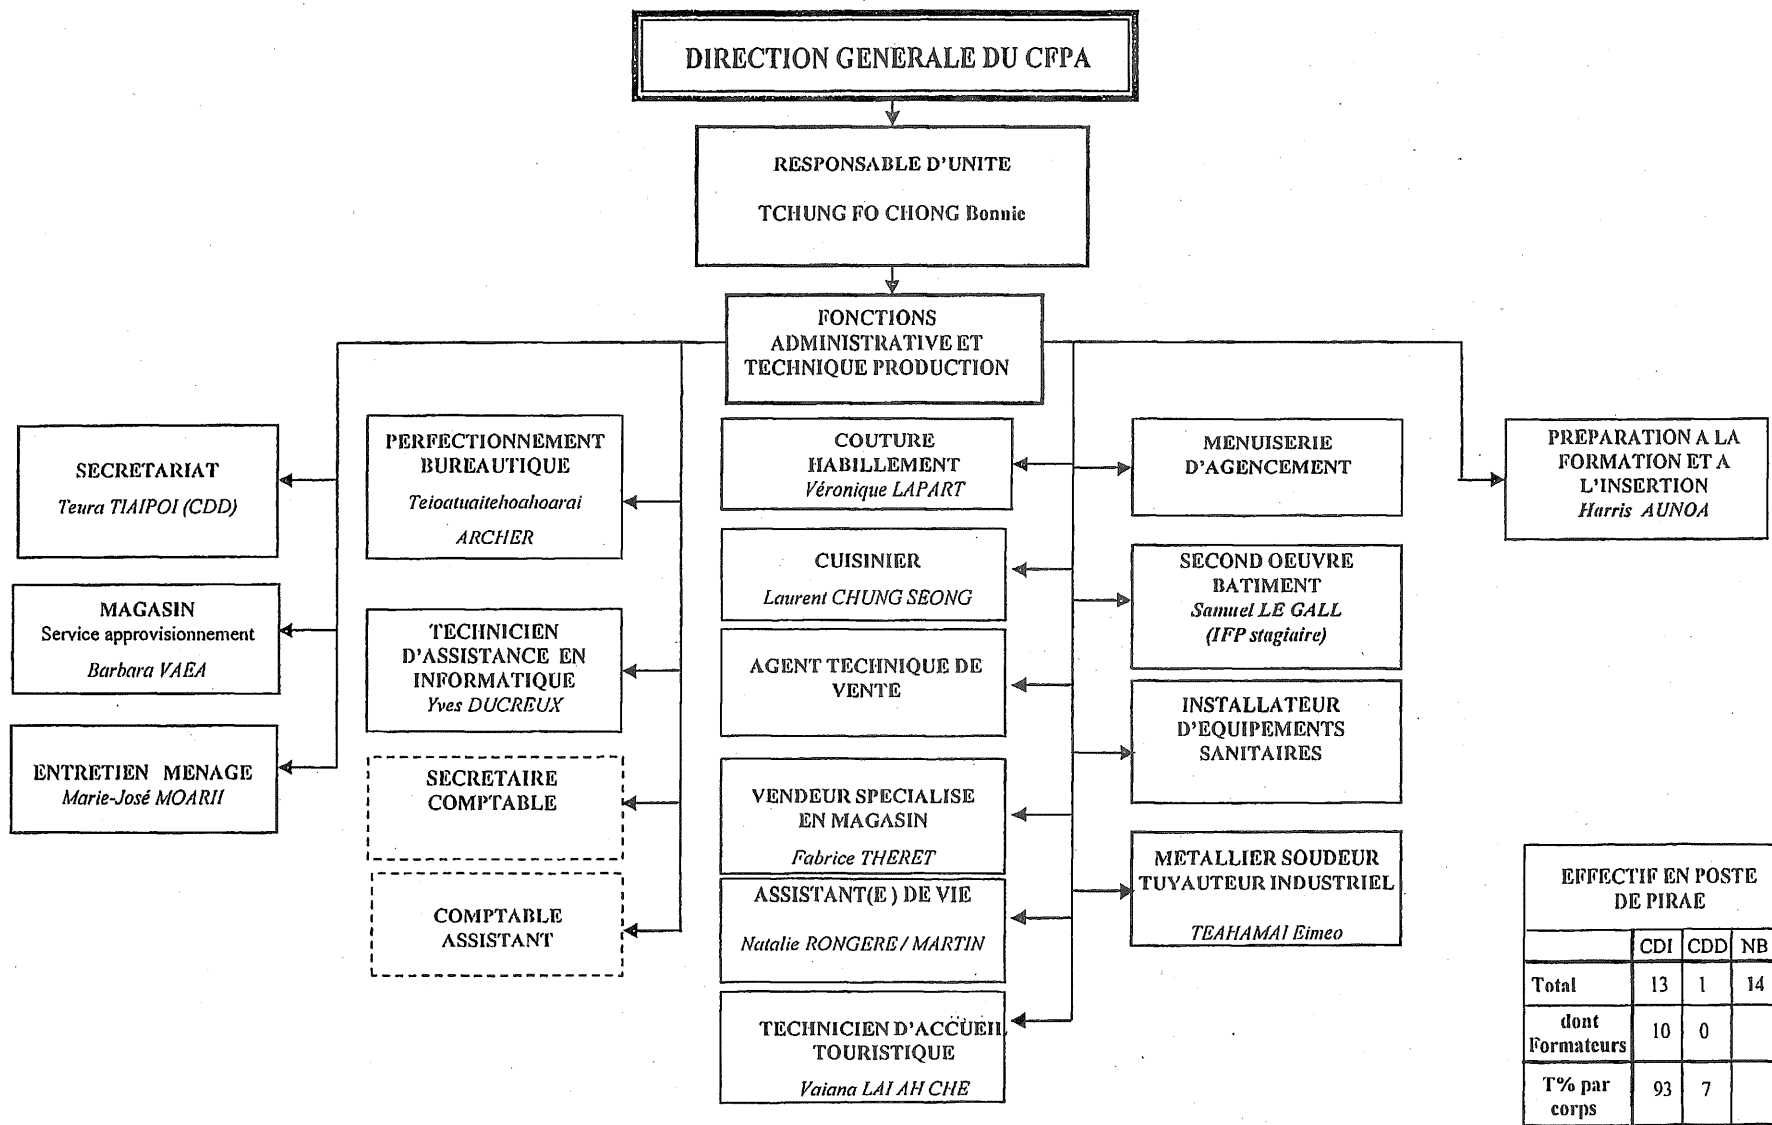 DIRECTION GENERALE DU CFPA
RESPONSABLE D'UNITE
TCHUNG FO CHONG Bonnie
FONCTIONS
ADMINISTRATIVE ET
TECHNIQUE PRODUCTION
SECRETARIAT
Teura TIAIPOI (CDD)
MAGASIN
Service approvisionnement
Barbara VAEA
ENTRETIEN MENAGE
Marie-José MOARII
PERFECTIONNEMENT
BUREAUTIQUE
Teioatuaitehoahoarai
ARCHER
TECHNICIEN
D'ASSISTANCE EN
INFORMATIQUE
Yves DUCREUX
SECRETAIRE
COMPTABLE
COMPTABLE
ASSISTANT
COUTURE
HABILLEMENT
Véronique LAPART
CUISINIER
Laurent CHUNG SEONG
AGENT TECHNIQUE DE
VENTE
VENDEUR SPECIALISE
EN MAGASIN
Fabrice THERET
ASSISTANT(E ) DE VIE
Natalie RONGERE / MARTIN
TECHNICIEN D'ACCUEIL
TOURISTIQUE
Vaiana LAI AH CHE
MENUISERIE
D'AGENCEMENT
SECOND OEUVRE
BATIMENT
Samuel LE GALL
(IFP stagiaire)
INSTALLATEUR
D'EQUIPEMENTS
SANITAIRES
METALLIER SOUDEUR
TUYAUTEUR INDUSTRIEL
TEAHAMAI Eimeo
PREPARATION A LA
FORMATION ET A
L'INSERTION
Harris AUNOA
EFFECTIF EN POSTE
DE PIRAE
CDI CDD NB
Total 13 1 14
dont
Formateurs 10 0
T% par
corps 93 7